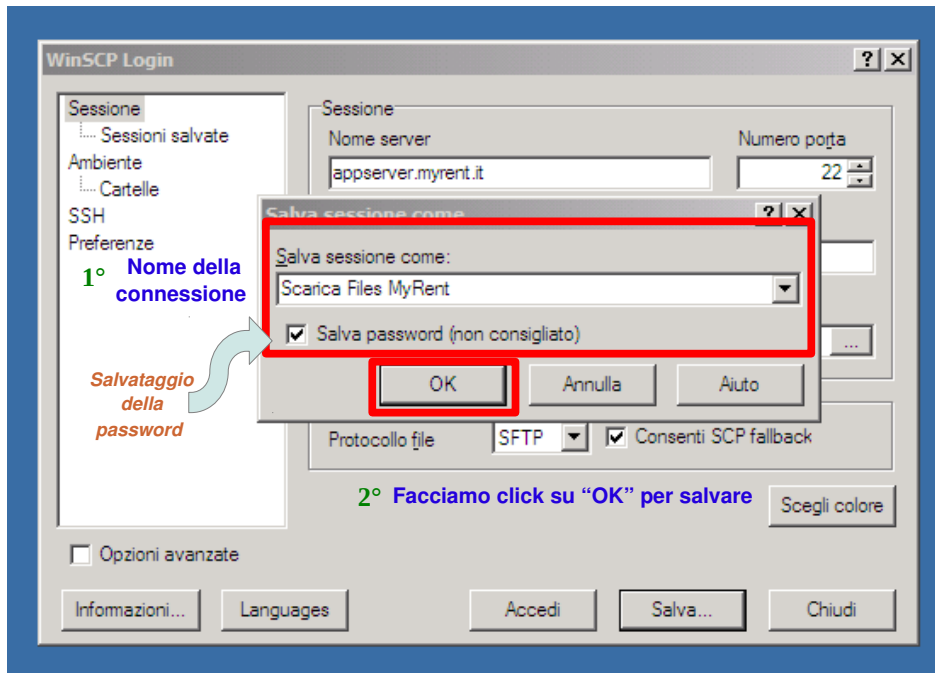 WinSCP Login
Sessione
Sessioni salvate
Ambiente
Cartelle
SSH
Preferenze
Sessione
Nome server
Numero porta
appserver.myrent.it
22
Salva sessione come
Salva sessione come:
Scarica Files MyRent
Salva password (non consigliato)
OK
Annulla
Aiuto
1° Nome della
connessione
Salvataggio
della
password
...
Protocollo file
SFTP
Consenti SCP fallback
2° Facciamo click su “OK” per salvare
Scegli colore
Opzioni avanzate
Informazioni...
Languages
Accedi
Salva...
Chiudi